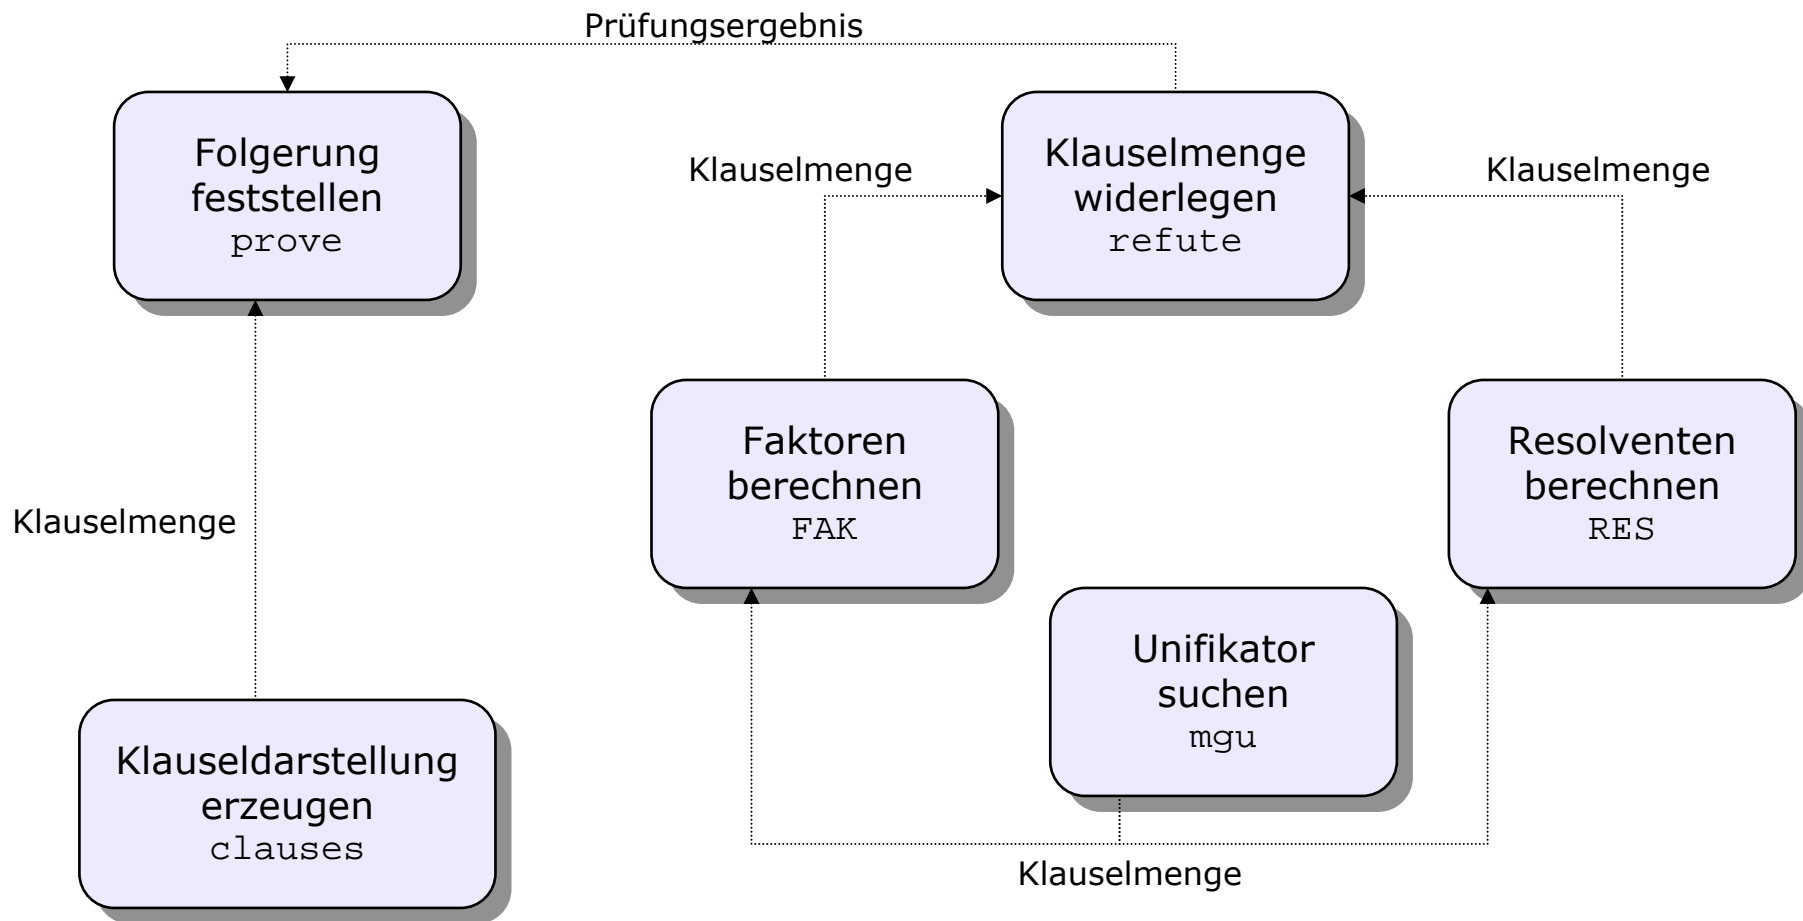 Prüfungsergebnis
Folgerung
feststellen
prove
Klauselmenge
Klauselmenge
widerlegen
refute
Klauselmenge
Faktoren
berechnen
FAK
Resolventen
berechnen
RES
Klauselmenge
Unifikator
suchen
mgu
Klauseldarstellung
erzeugen
clauses
Klauselmenge